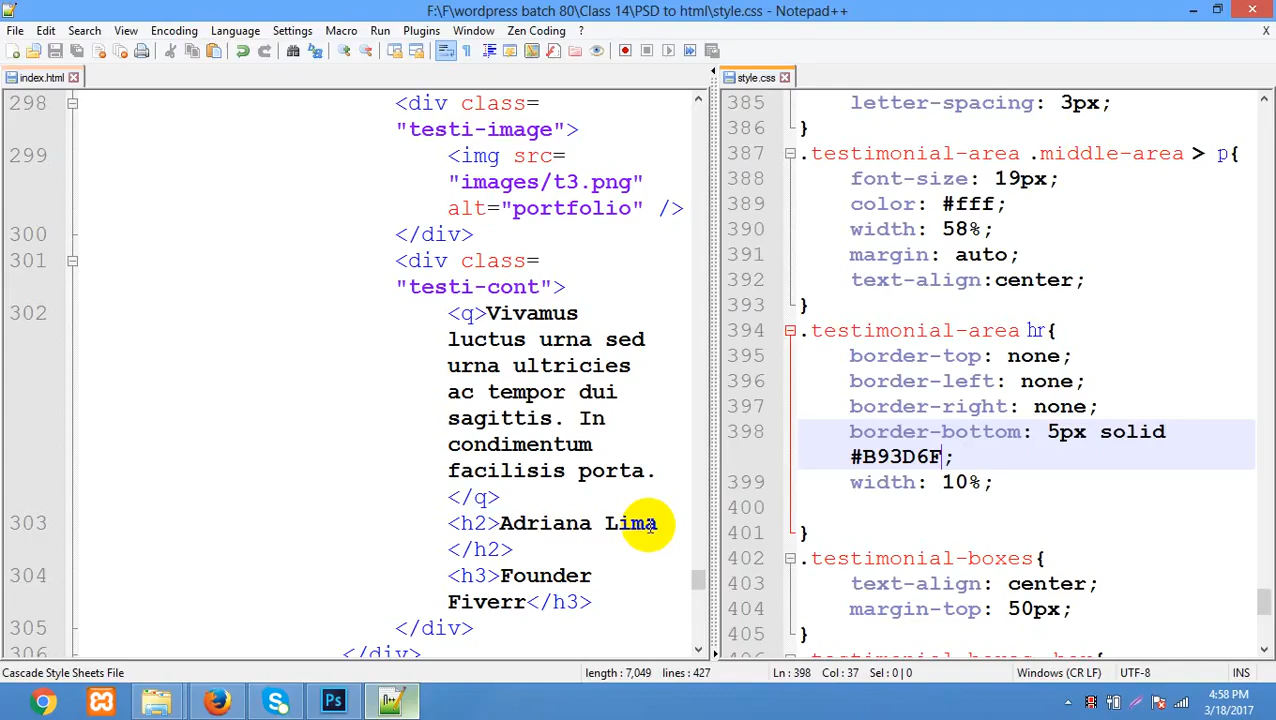 F:\F\wordpress batch 80\Class 14\PSD to html\style.css - Notepad++
File Edit Search View Encoding Language Settings Macro Run Plugins Window Zen Coding ? X
index.html
298 <div class=
"testi-image">
299 <img src=
"images/t3.png"
alt="portfolio" />
300 </div>
301 <div class=
"testi-cont">
302 <q>Vivamus
luctus urna sed
urna ultricies
ac tempor dui
sagittis. In
condimentum
facilisis porta.
</q>
303 <h2>Adriana Lima
</h2>
304 <h3>Founder
Fiverr</h3>
305 </div>
</div>
style.css
385 letter-spacing: 3px;
386 }
387 .testimonial-area .middle-area > p{
388 font-size: 19px;
389 color: #fff;
390 width: 58%;
391 margin: auto;
392 text-align:center;
393 }
394 .testimonial-area hr{
395 border-top: none;
396 border-left: none;
397 border-right: none;
398 border-bottom: 5px solid
#B93D6F;
399 width: 10%;
400
401 }
402 .testimonial-boxes{
403 text-align: center;
404 margin-top: 50px;
405 }
Cascade Style Sheets File length : 7,049 lines : 427 Ln : 398 Col : 37 Sel : 0 | 0 Windows (CR LF) UTF-8 INS
Ps
4:58 PM
3/18/2017